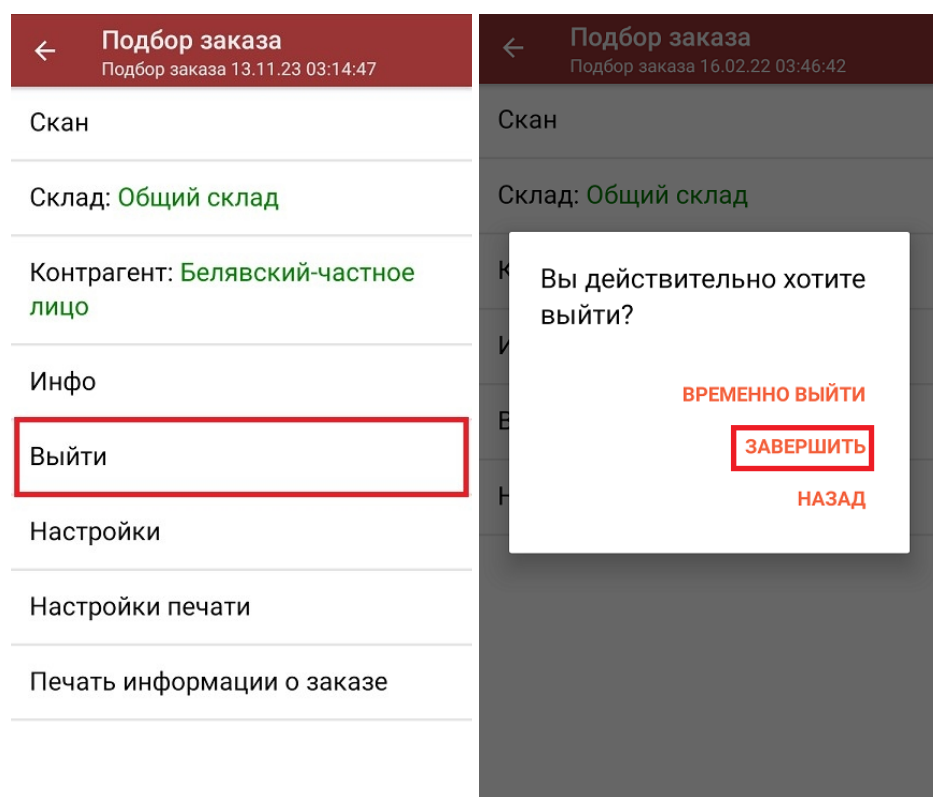 Подбор заказа
Подбор заказа 13.11.23 03:14:47
Скан
Склад: Общий склад
Контрагент: Белявский-частное
лицо
Инфо
Выйти
Настройки
Настройки печати
Печать информации о заказе
Подбор заказа
Подбор заказа 16.02.22 03:46:42
Скан
Склад: Общий склад
К
Вы действительно хотите
выйти?
И
ВРЕМЕННО ВЫЙТИ
В
ЗАВЕРШИТЬ
Н
НАЗАД